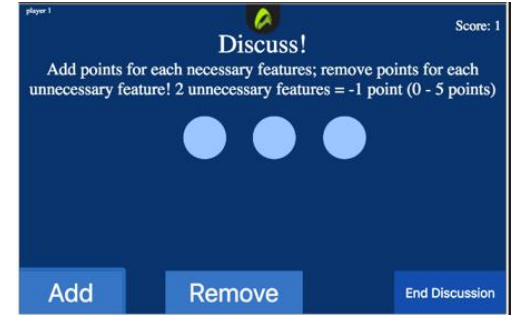 player 1
Score: 1
Discuss!
Add points for each necessary features; remove points for each
unnecessary feature! 2 unnecessary features = -1 point (0 - 5 points)
Add
Remove
End Discussion